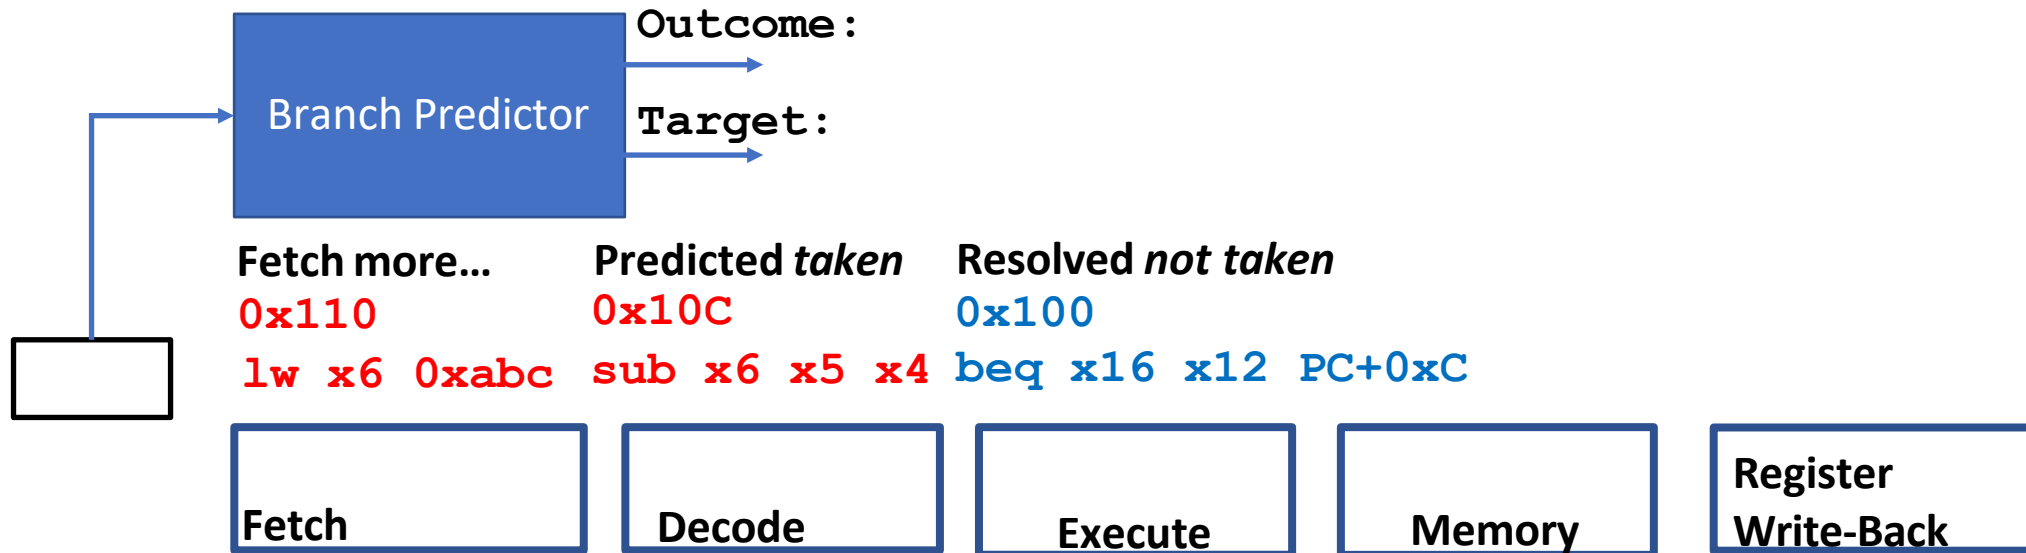 Outcome:
Branch Predictor
Target:
Fetch more… Predicted taken Resolved not taken
0x110 0x10C 0x100
lw x6 0xabc sub x6 x5 x4 beq x16 x12 PC+0xC
Register
Fetch Decode Execute Memory Write-Back